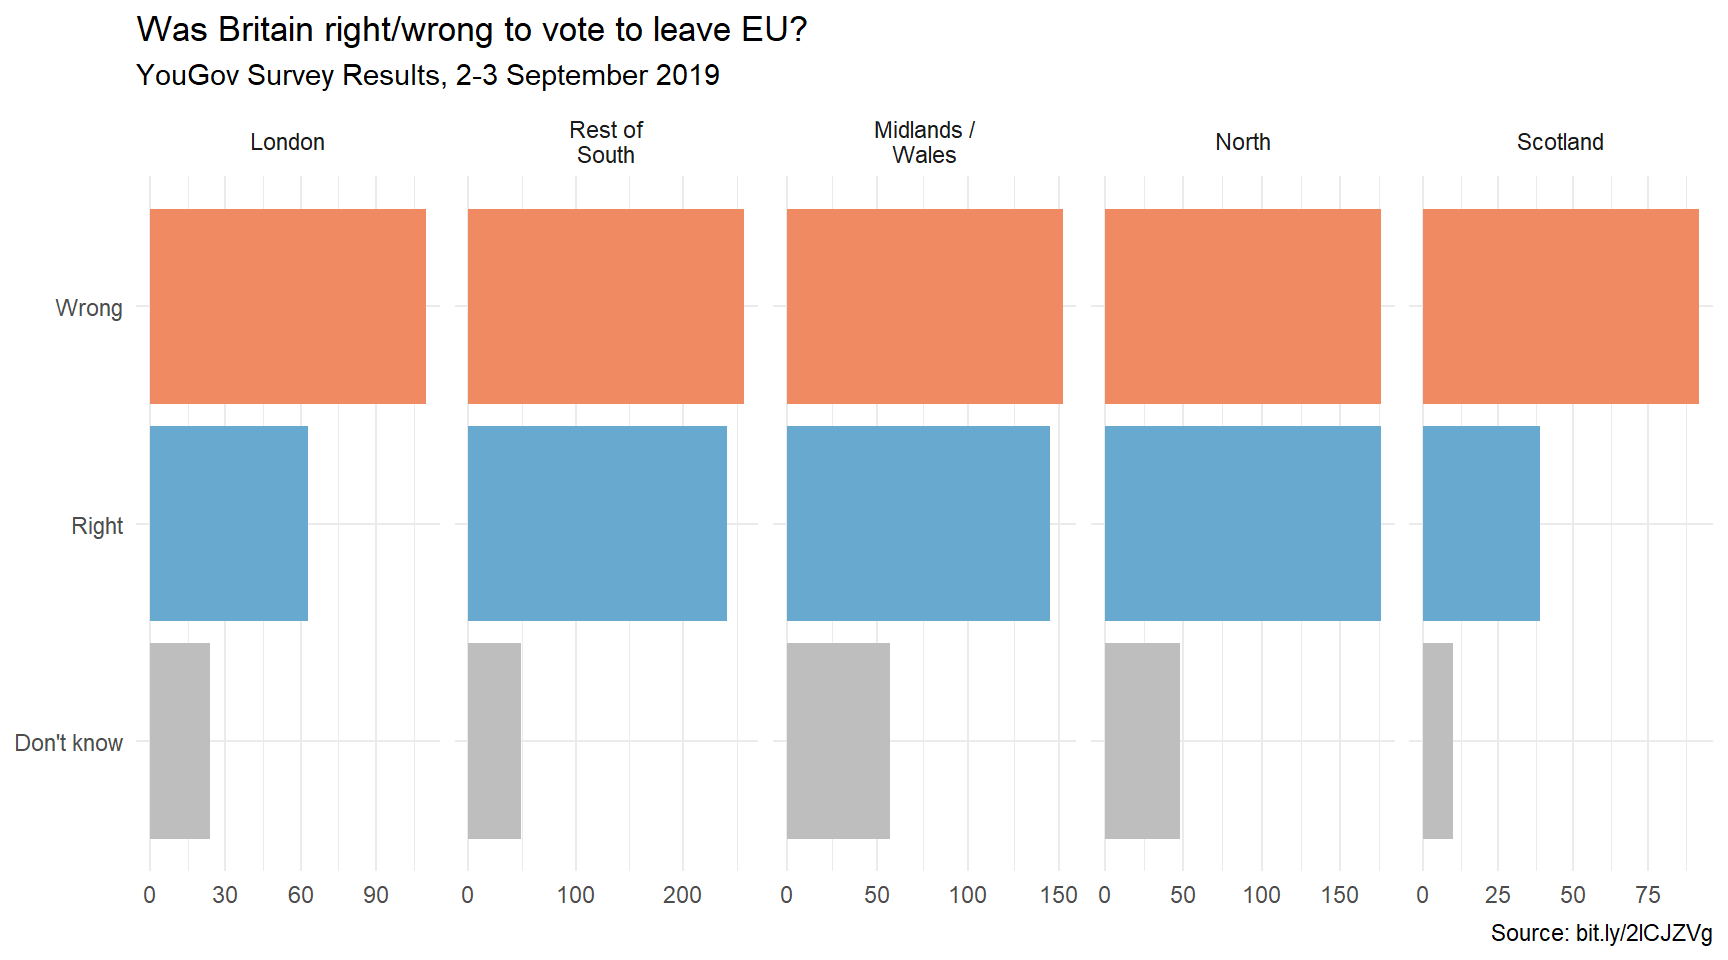 Was Britain right/wrong to vote to leave EU?
YouGov Survey Results, 2-3 September 2019
London
Rest of
South
Midlands /
Wales
North
Scotland
Wrong
Right
Don't know
0 30 60 90
0 100 200
0 50 100 150
0 50 100 150
0 25 50 75
Source: bit.ly/2lCJZVg